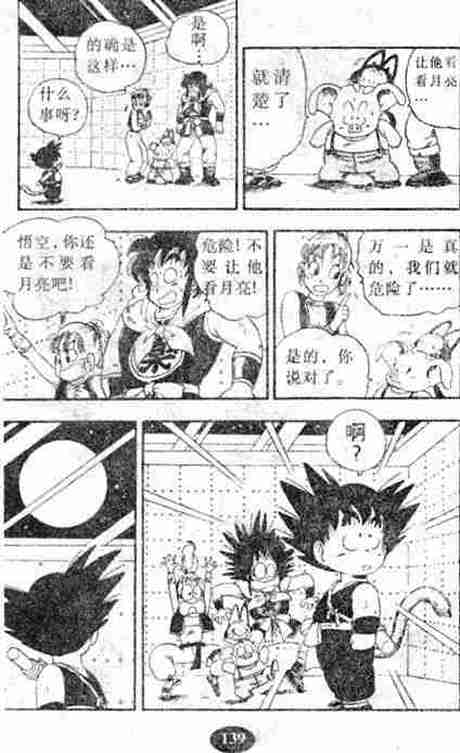 让他看
看月亮
…
就清
楚了
…
是
啊
…
的确是
这样…
什么
事呀？
万一是真
的，我们就
危险了……
是的，你
说对了。
危险！不
要让他
看月亮！
悟空，你还
是不要看
月亮吧！
啊
？
139